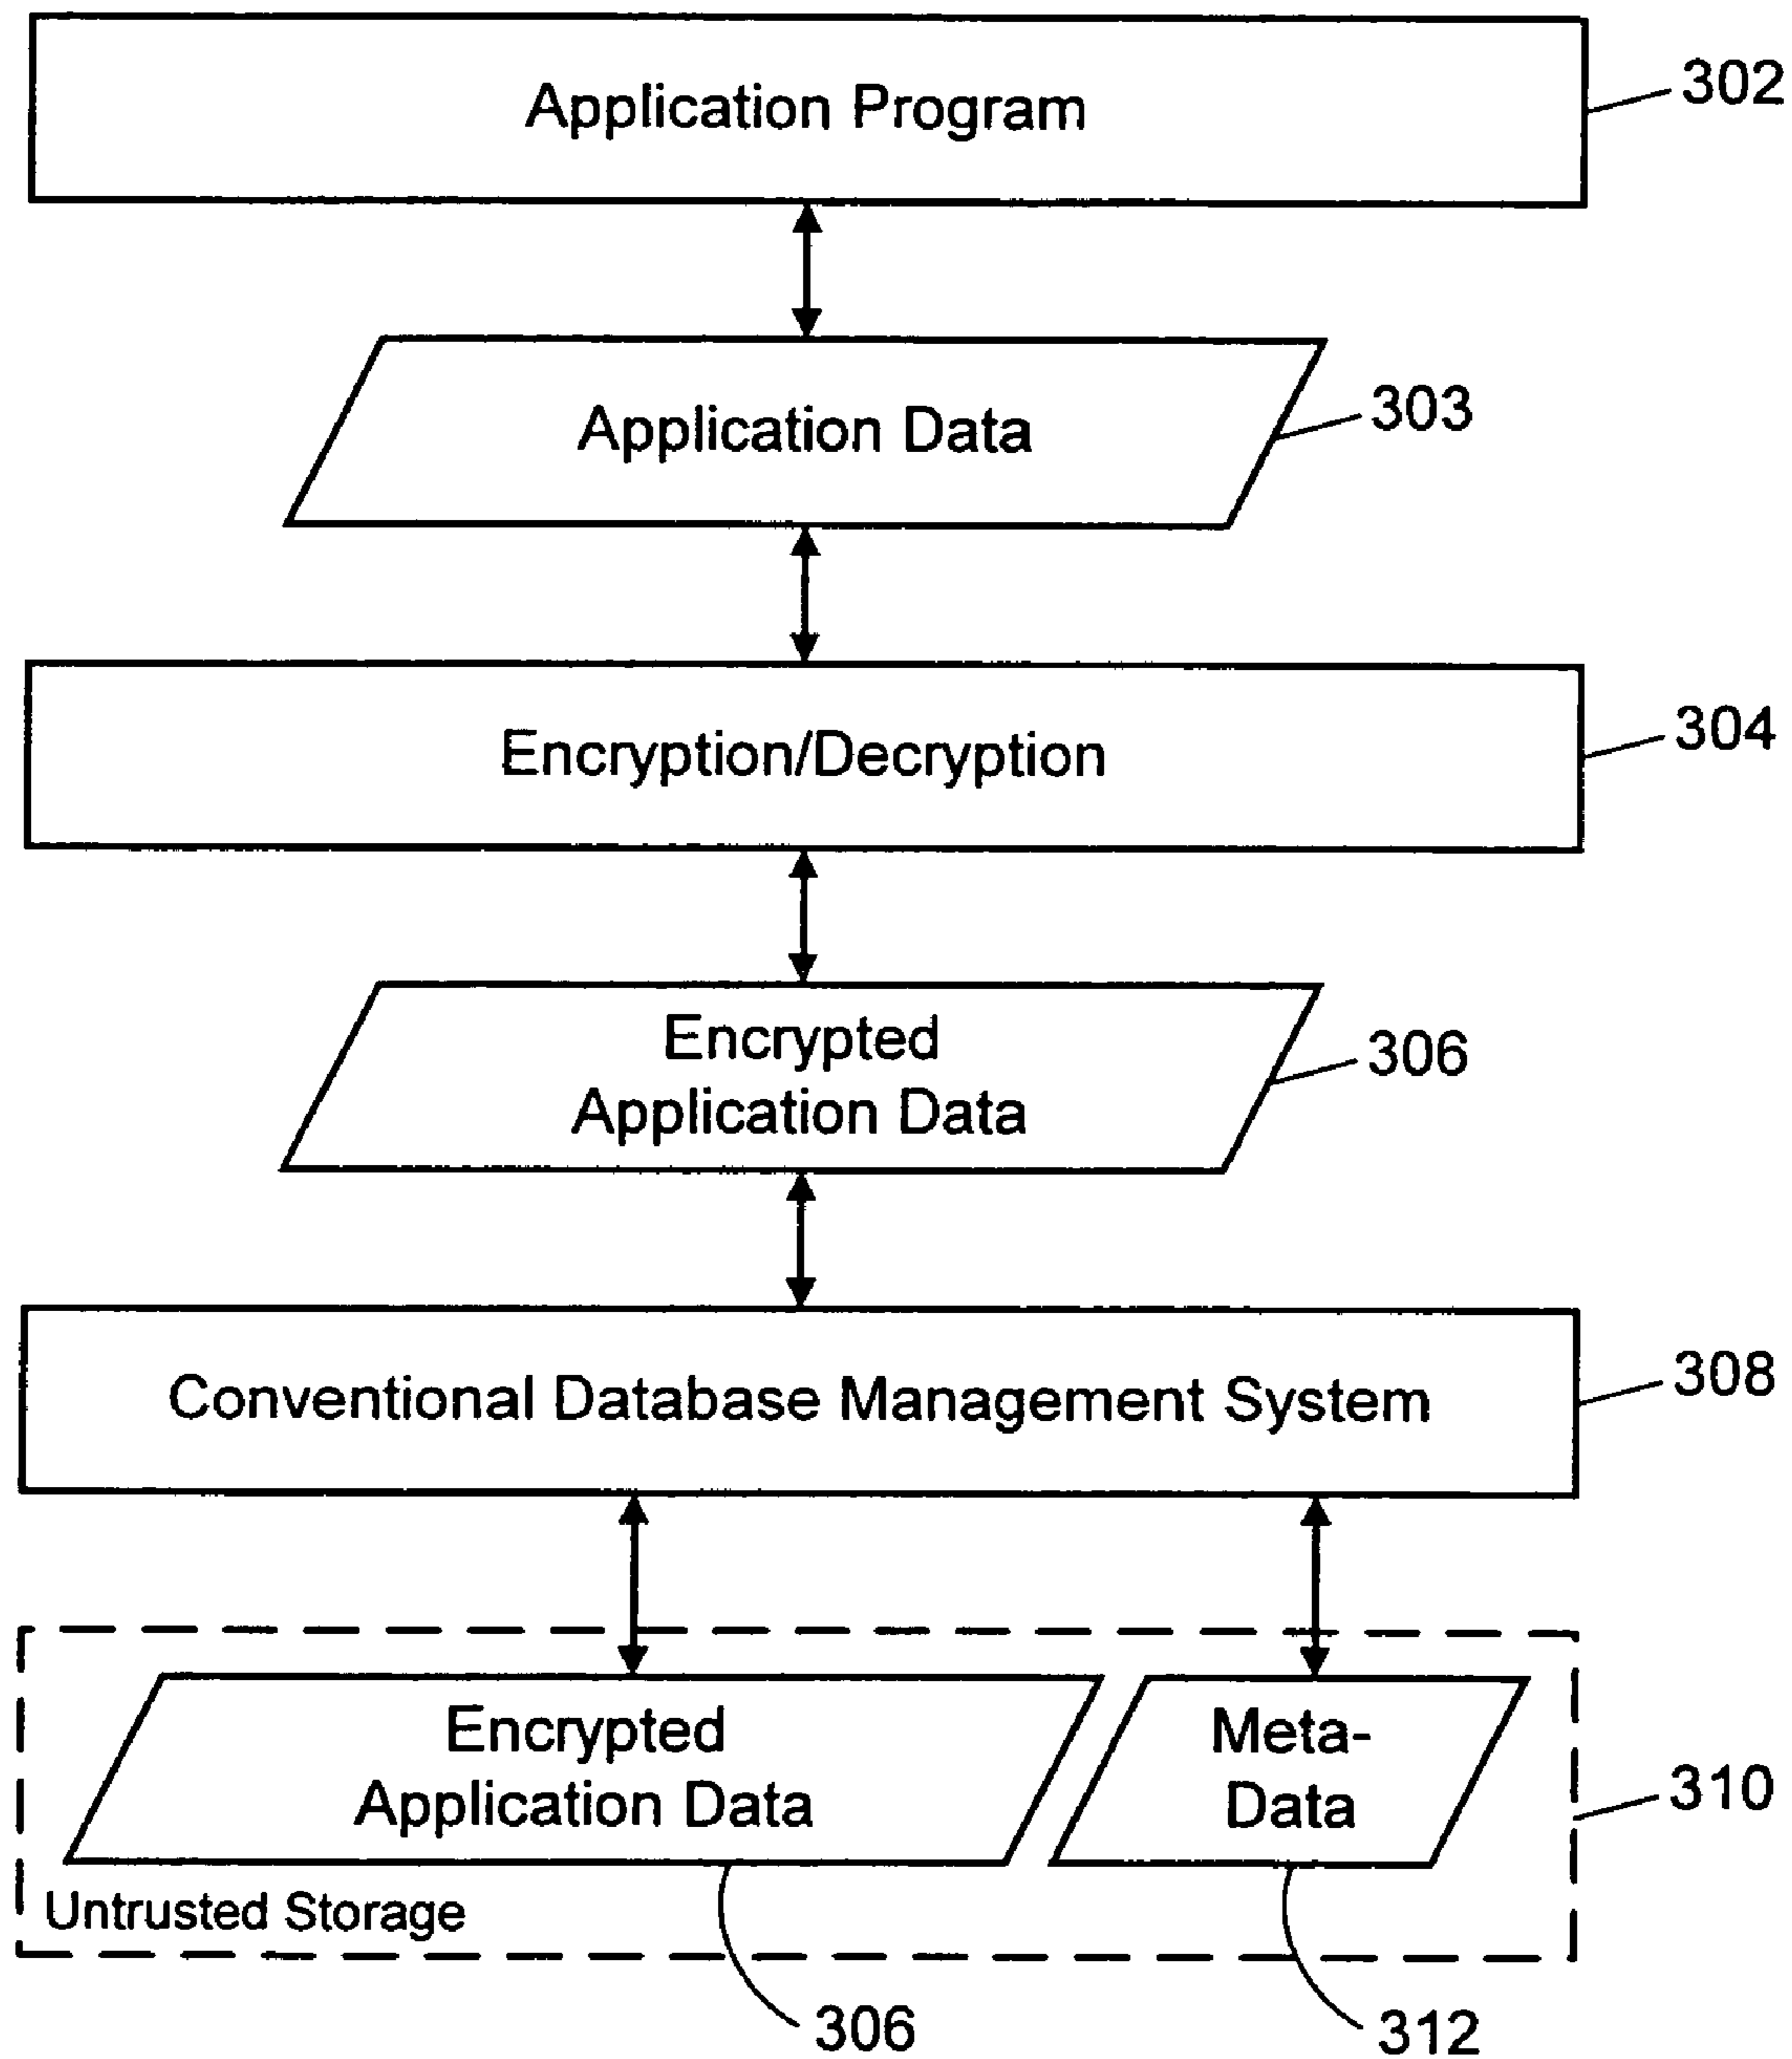 Application Program
302
Application Data
303
Encryption/Decryption
304
Encrypted
Application Data
306
Conventional Database Management System
308
Encrypted
Application Data
Meta-
Data
310
Untrusted Storage
306
312